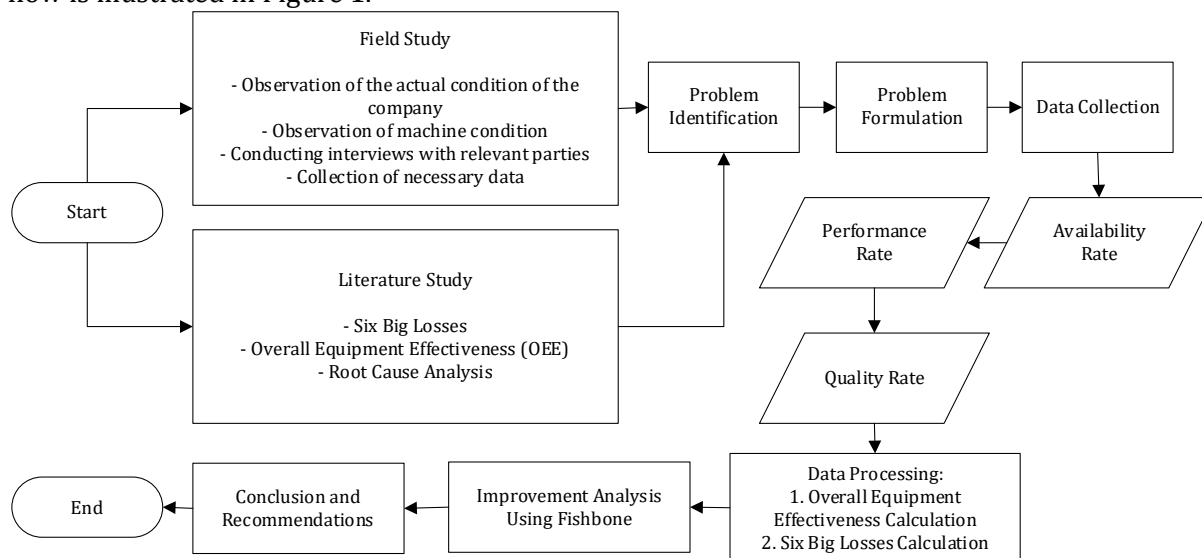 flow is illustrated in Figure 1.
Start
Field Study
- Observation of the actual condition of the
company
- Observation of machine condition
- Conducting interviews with relevant parties
- Collection of necessary data
Literature Study
- Six Big Losses
- Overall Equipment Effectiveness (OEE)
- Root Cause Analysis
Problem
Identification
Problem
Formulation
Data Collection
Availability
Rate
Performance
Rate
Quality Rate
Data Processing:
1. Overall Equipment
Effectiveness Calculation
2. Six Big Losses Calculation
Improvement Analysis
Using Fishbone
Conclusion and
Recommendations
End